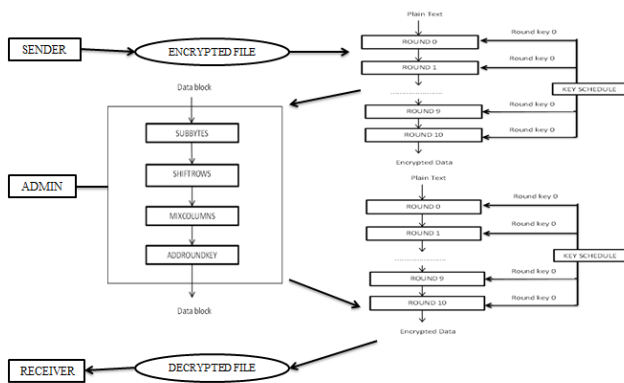 SENDER
ENCRYPTED FILE
Plain Text
ROUND 0
Round key 0
ROUND 1
Round key 0
KEY SCHEDULE
ROUND 9
Round key 0
ROUND 10
Round key 0
Encrypted Data
Data block
SUBBYTES
SHIFTROWS
MIXCOLUMNS
ADDROUNDKEY
Data block
ADMIN
Plain Text
ROUND 0
Round key 0
ROUND 1
Round key 0
KEY SCHEDULE
ROUND 9
Round key 0
ROUND 10
Round key 0
Encrypted Data
RECEIVER
DECRYPTED FILE